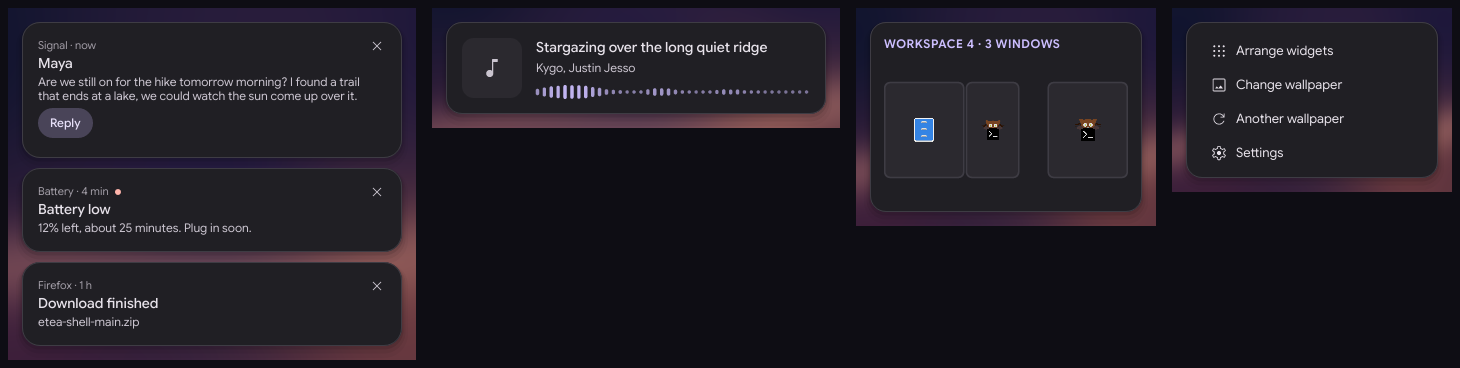 Signal · now
Maya
Are we still on for the hike tomorrow morning? I found a trail
that ends at a lake, we could watch the sun come up over it.
Reply
Battery · 4 min
Battery low
12% left, about 25 minutes. Plug in soon.
Firefox · 1 h
Download finished
etea-shell-main.zip
Stargazing over the long quiet ridge
Kygo, Justin Jesso
WORKSPACE 4 · 3 WINDOWS
Arrange widgets
Change wallpaper
Another wallpaper
Settings